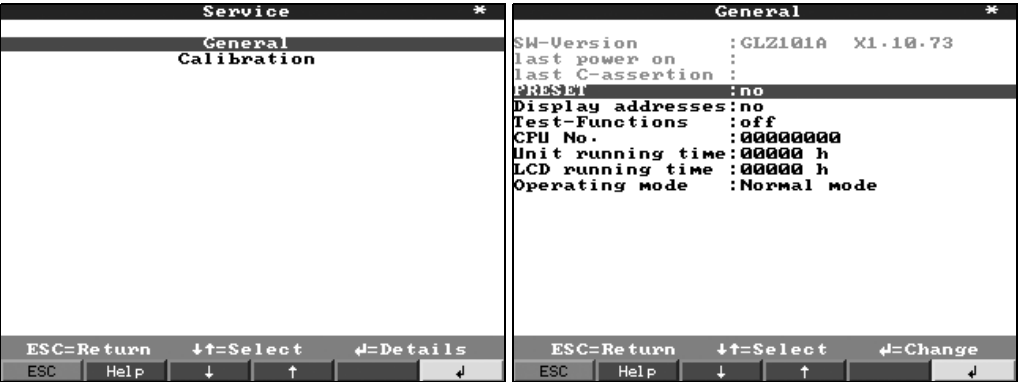 Service *
General
Calibration
ESC=Return ↓↑=Select ↵=Details
ESC Help ↓ ↑ ↵
General *
SW-Version :GLZ101A X1.10.73
last power on :
last C-assertion :
PRESET :no
Display addresses:no
Test-Functions :off
CPU No. :00000000
Unit running time:00000 h
LCD running time :00000 h
Operating mode :Normal mode
ESC=Return ↓↑=Select ↵=Change
ESC Help ↓ ↑ ↵